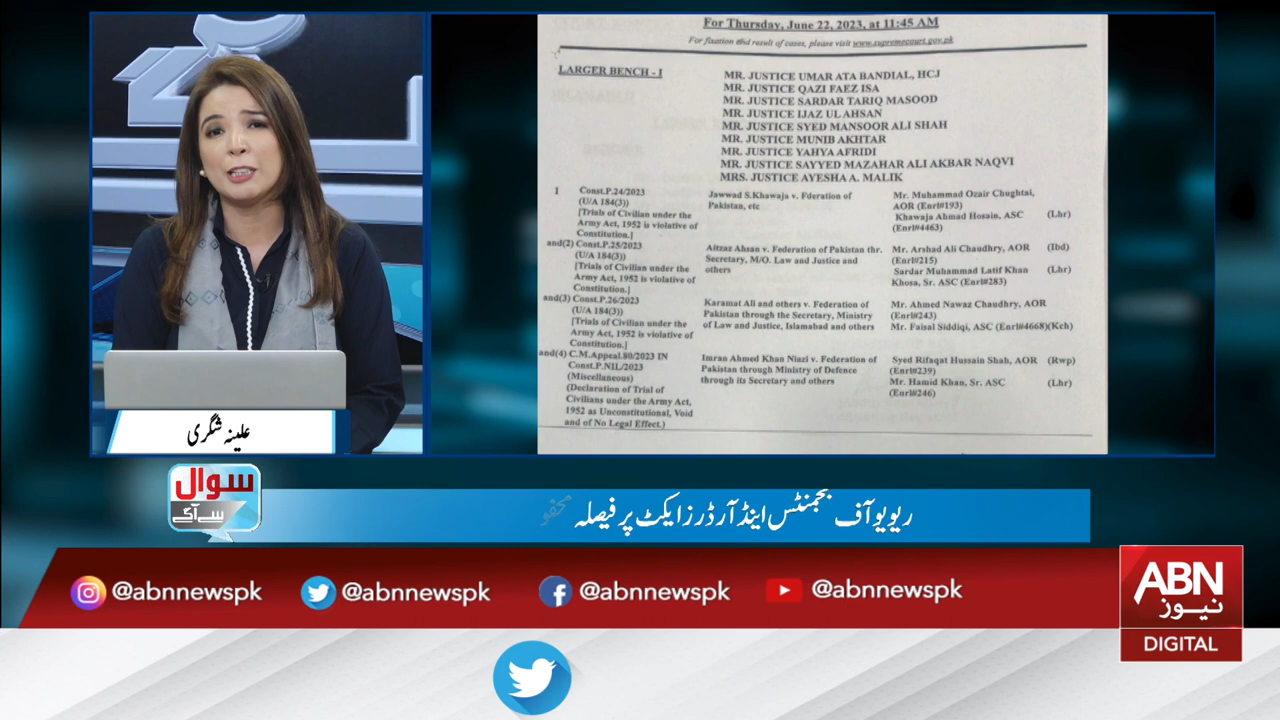 For Thursday, June 22, 2023, at 11:45 AM
For fixation and result of cases, please visit www.supremecourt.gov.pk
LARGER BENCH - I
MR. JUSTICE UMAR ATA BANDIAL, HCJ
MR. JUSTICE QAZI FAEZ ISA
MR. JUSTICE SARDAR TARIQ MASOOD
MR. JUSTICE IJAZ UL AHSAN
MR. JUSTICE SYED MANSOOR ALI SHAH
MR. JUSTICE MUNIB AKHTAR
MR. JUSTICE YAHYA AFRIDI
MR. JUSTICE SAYYED MAZAHAR ALI AKBAR NAQVI
MRS. JUSTICE AYESHA A. MALIK
1 Const.P.24/2023
(U/A 184(3))
[Trials of Civilian under the
Army Act, 1952 is violative of
Constitution.]
Jawwad S.Khawaja v. Fderation of
Pakistan, etc
Mr. Muhammad Ozair Chughtai,
AOR (Enrl#193)
Khawaja Ahmad Hosain, ASC (Lhr)
(Enrl#4463)
and(2) Const.P.25/2023
(U/A 184(3))
[Trials of Civilian under the
Army Act, 1952 is violative of
Constitution.]
Aitzaz Ahsan v. Federation of Pakistan thr.
Secretary, M/O. Law and Justice and
others
Mr. Arshad Ali Chaudhry, AOR (Ibd)
(Enrl#215)
Sardar Muhammad Latif Khan (Lhr)
Khosa, Sr. ASC (Enrl#283)
and(3) Const.P.26/2023
(U/A 184(3))
[Trials of Civilian under the
Army Act, 1952 is violative of
Constitution.]
Karamat Ali and others v. Federation of
Pakistan through the Secretary, Ministry
of Law and Justice, Islamabad and others
Mr. Ahmed Nawaz Chaudhry, AOR
(Enrl#243)
Mr. Faisal Siddiqi, ASC (Enrl#4668)(Kch)
and(4) C.M.Appeal.80/2023 IN
Const.P.NIL/2023
(Miscellaneous)
(Declaration of Trial of
Civilians under the Army Act,
1952 as Unconstitutional, Void
and of No Legal Effect.)
Imran Ahmed Khan Niazi v. Federation of
Pakistan through Ministry of Defence
through its Secretary and others
Syed Rifaqat Hussain Shah, AOR (Rwp)
(Enrl#239)
Mr. Hamid Khan, Sr. ASC (Lhr)
(Enrl#246)
علینہ شگری
سوال
سے آگے
ریویو آف ججمنٹس اینڈ آرڈرز ایکٹ پر فیصلہ
@abnnewspk @abnnewspk @abnnewspk @abnnewspk
ABN
نیوز
DIGITAL